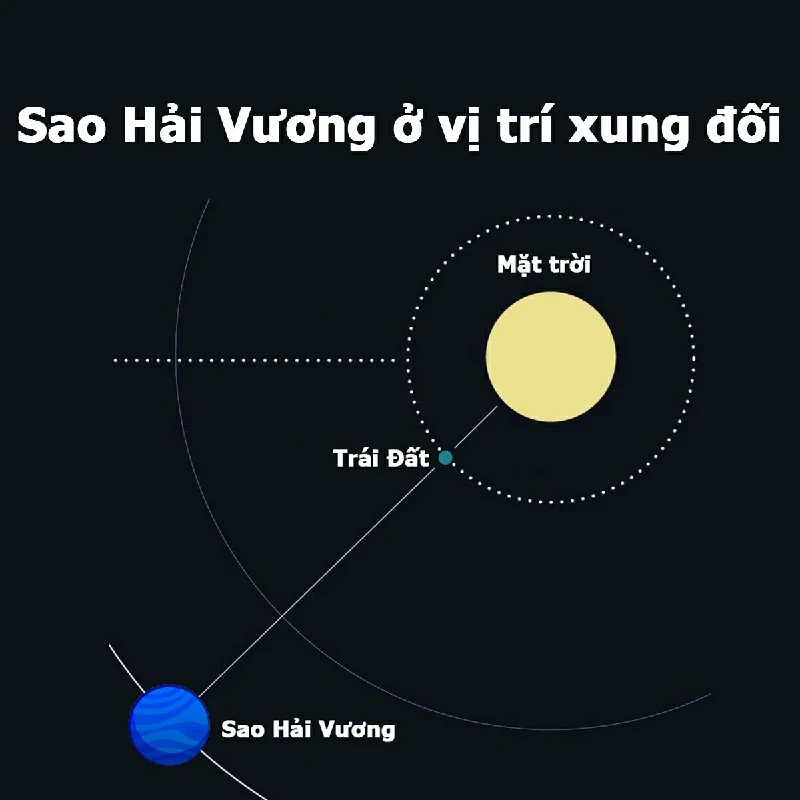 Sao Hải Vương ở vị trí xung đối
Mặt trời
Trái Đất
Sao Hải Vương